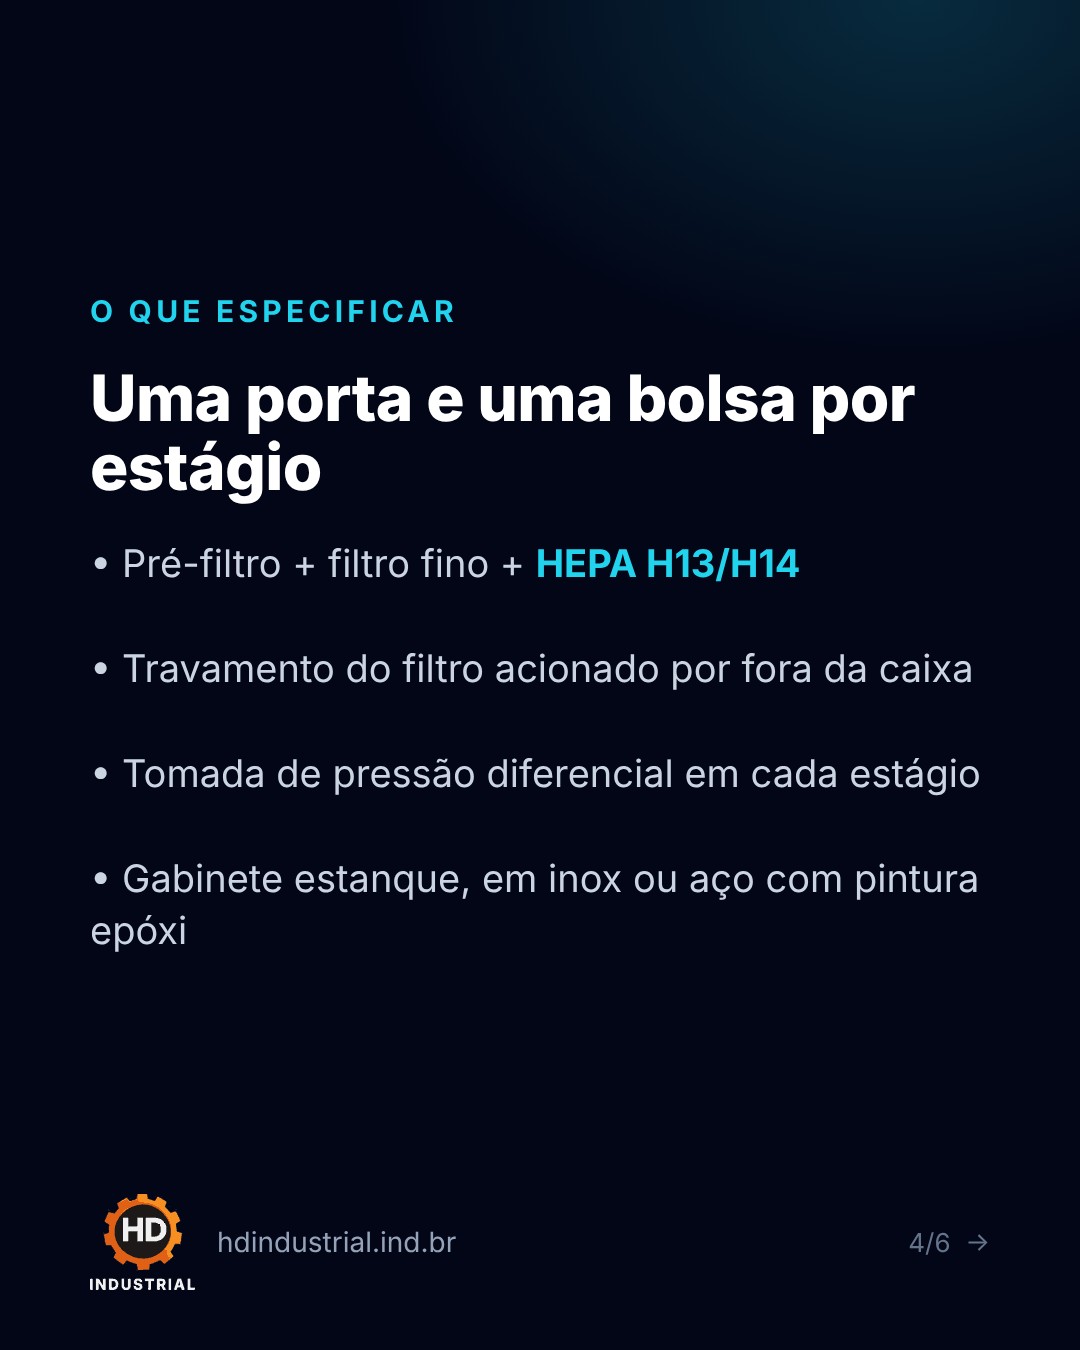 O QUE ESPECIFICAR
Uma porta e uma bolsa por
estágio
• Pré-filtro + filtro fino + HEPA H13/H14
• Travamento do filtro acionado por fora da caixa
• Tomada de pressão diferencial em cada estágio
• Gabinete estanque, em inox ou aço com pintura
epóxi
HD
INDUSTRIAL
hdindustrial.ind.br
4/6 →